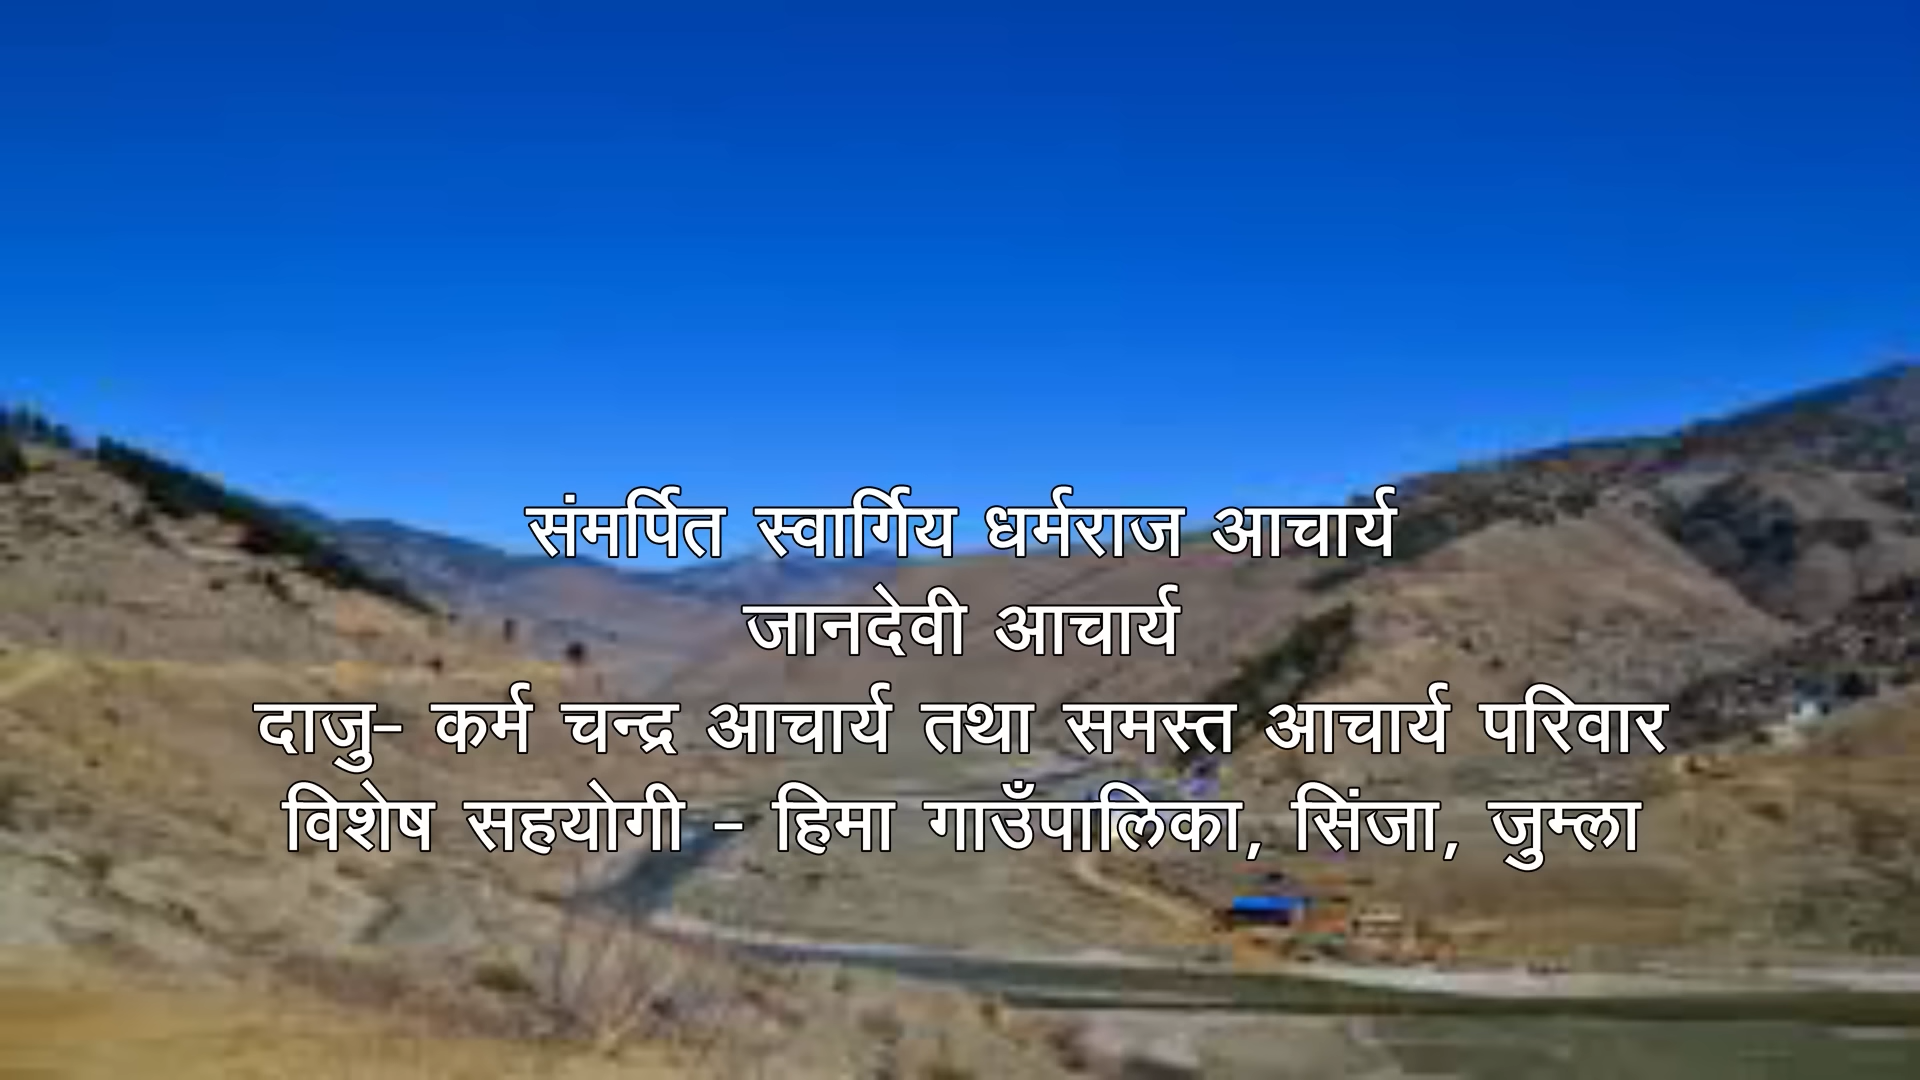 संमर्पित स्वार्गिय धर्मराज आचार्य
जानदेवी आचार्य
दाजु- कर्म चन्द्र आचार्य तथा समस्त आचार्य परिवार
विशेष सहयोगी - हिमा गाउँपालिका, सिंजा, जुम्ला